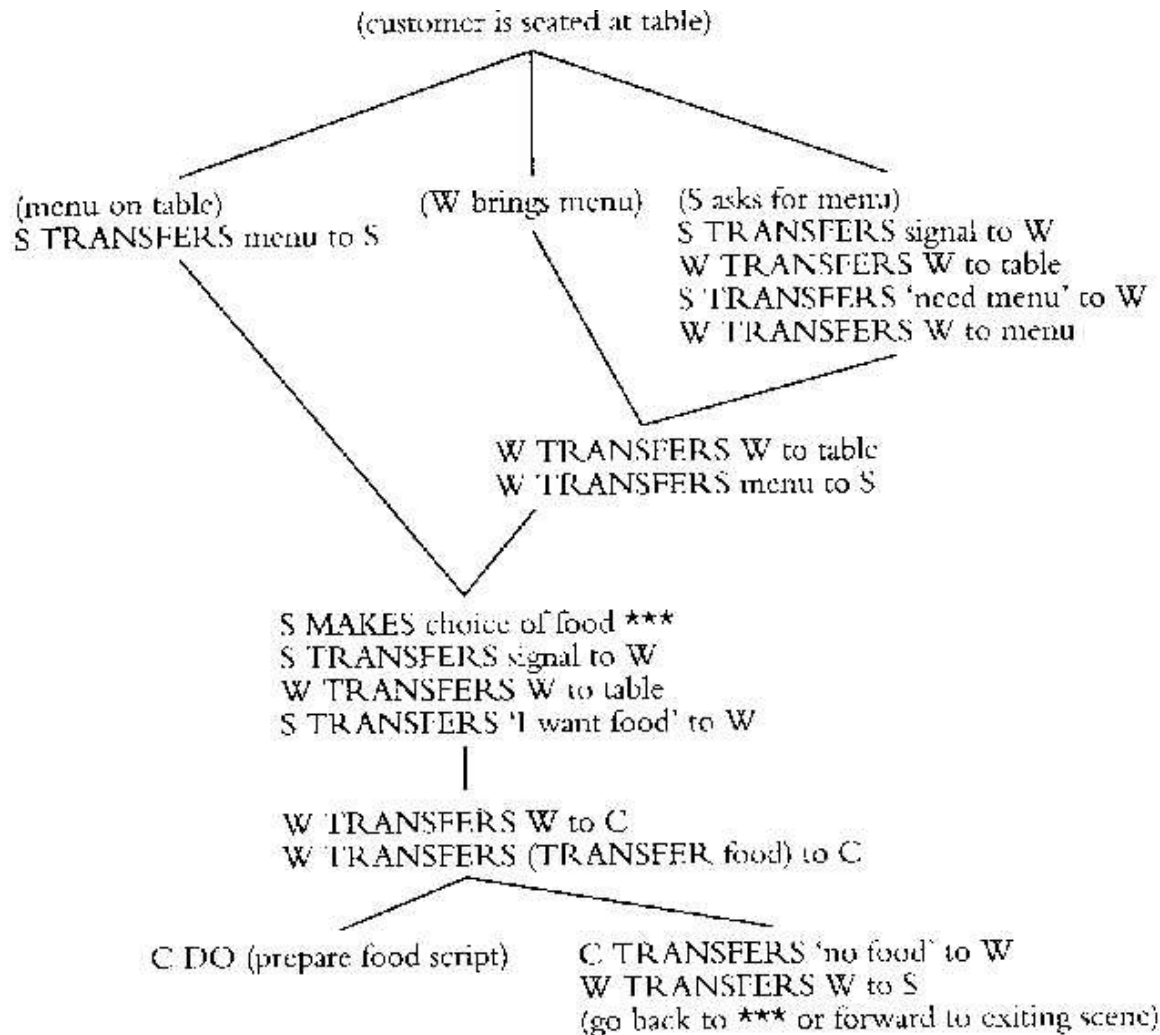 (customer is seated at table)
(menu on table)
S TRANSFERS menu to S
(W brings menu)
(S asks for menu)
S TRANSFERS signal to W
W TRANSFERS W to table
S TRANSFERS ‘need menu’ to W
W TRANSFERS W to menu
W TRANSFERS W to table
W TRANSFERS menu to S
S MAKES choice of food ***
S TRANSFERS signal to W
W TRANSFERS W to table
S TRANSFERS ‘I want food’ to W
W TRANSFERS W to C
W TRANSFERS (TRANSFER food) to C
C DO (prepare food script)
C TRANSFERS ‘no food’ to W
W TRANSFERS W to S
(go back to *** or forward to exiting scene)